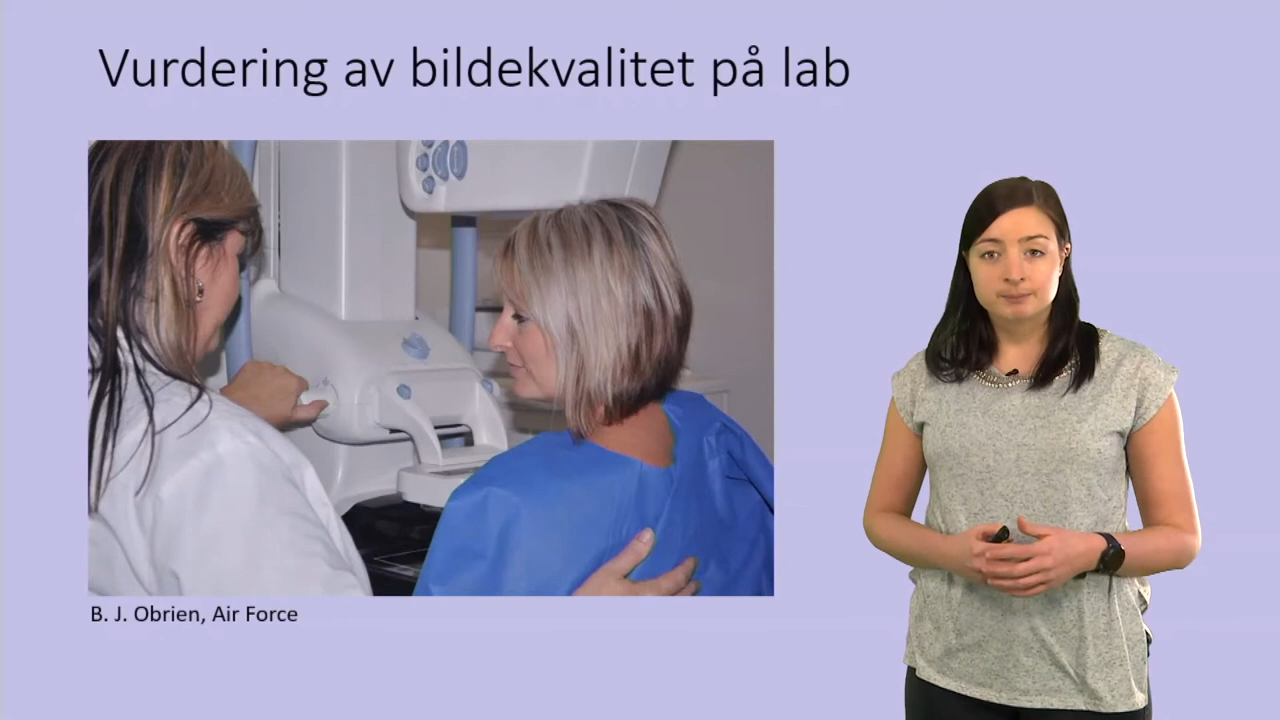 Vurdering av bildekvalitet på lab
B. J. Obrien, Air Force